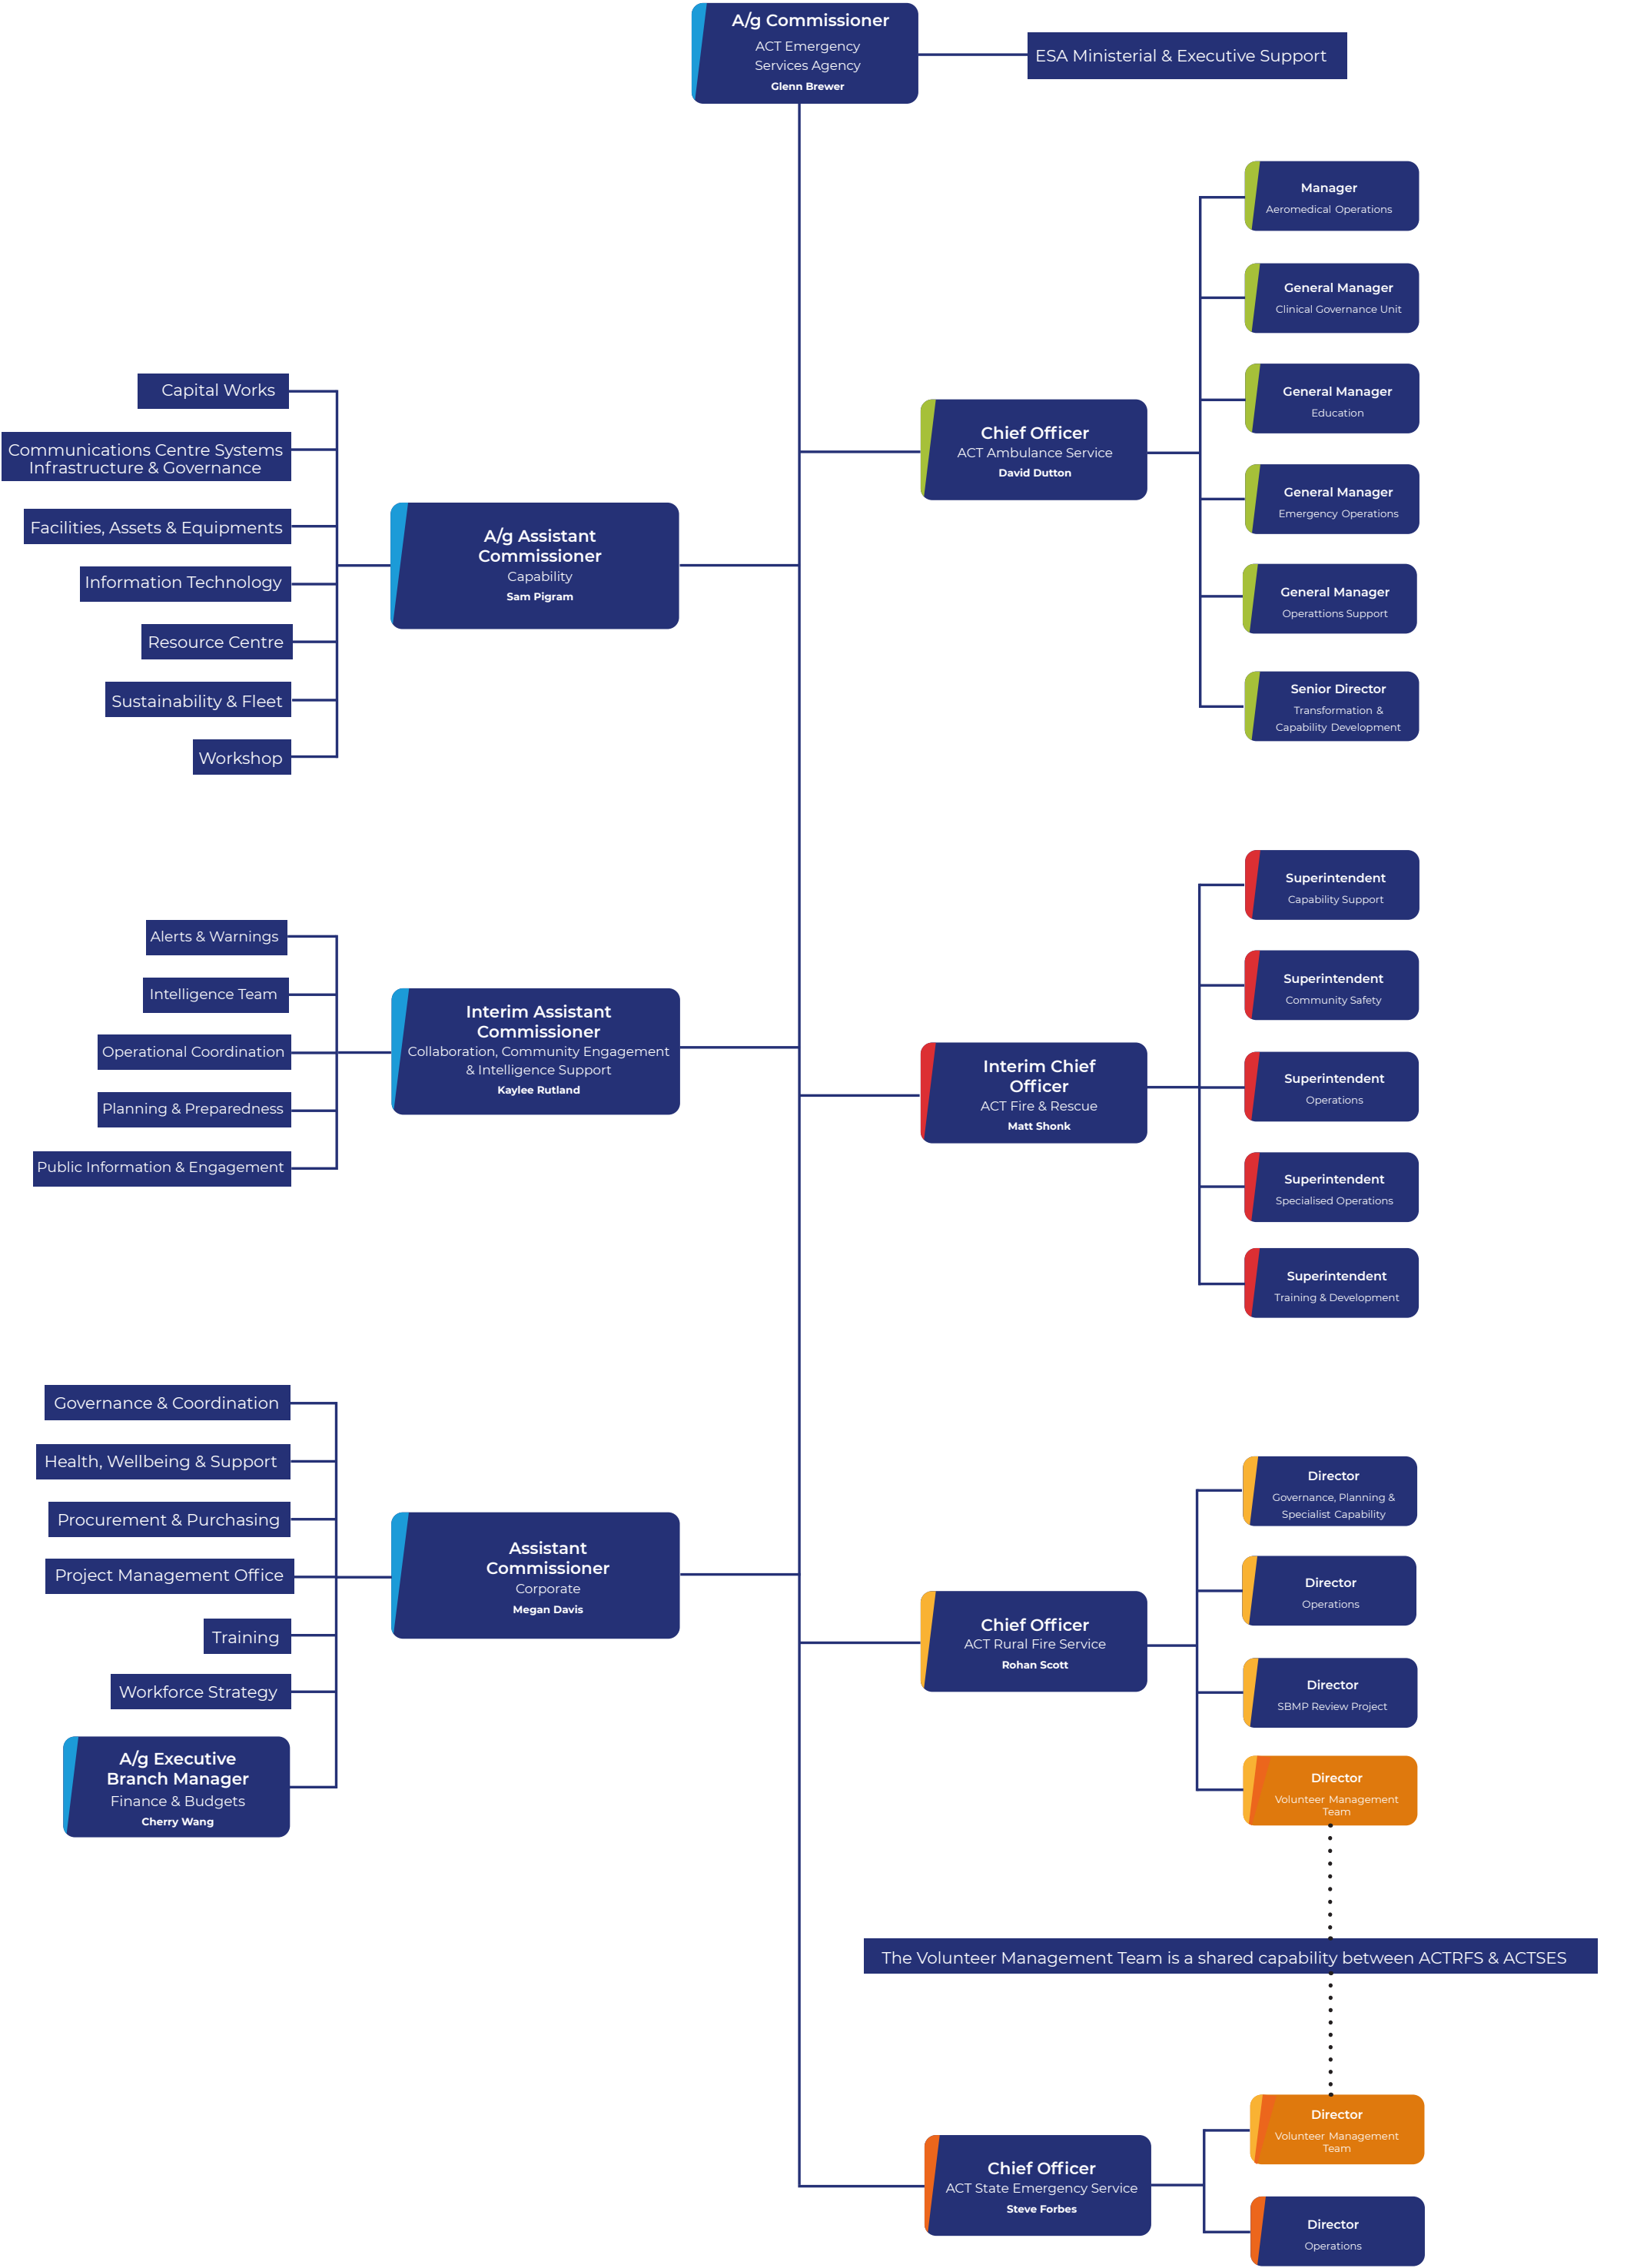 A/g Commissioner
ACT Emergency
Services Agency
Glenn Brewer
ESA Ministerial & Executive Support
Capital Works
Communications Centre Systems
Infrastructure & Governance
Facilities, Assets & Equipments
Information Technology
Resource Centre
Sustainability & Fleet
Workshop
A/g Assistant
Commissioner
Capability
Sam Pigram
Alerts & Warnings
Intelligence Team
Operational Coordination
Planning & Preparedness
Public Information & Engagement
Interim Assistant
Commissioner
Collaboration, Community Engagement
& Intelligence Support
Kaylee Rutland
Governance & Coordination
Health, Wellbeing & Support
Procurement & Purchasing
Project Management Office
Training
Workforce Strategy
A/g Executive
Branch Manager
Finance & Budgets
Cherry Wang
Assistant
Commissioner
Corporate
Megan Davis
Chief Officer
ACT Ambulance Service
David Dutton
Manager
Aeromedical Operations
General Manager
Clinical Governance Unit
General Manager
Education
General Manager
Emergency Operations
General Manager
Operattions Support
Senior Director
Transformation &
Capability Development
Interim Chief
Officer
ACT Fire & Rescue
Matt Shonk
Superintendent
Capability Support
Superintendent
Community Safety
Superintendent
Operations
Superintendent
Specialised Operations
Superintendent
Training & Development
Chief Officer
ACT Rural Fire Service
Rohan Scott
Director
Governance, Planning &
Specialist Capability
Director
Operations
Director
SBMP Review Project
Director
Volunteer Management
Team
The Volunteer Management Team is a shared capability between ACTRFS & ACTSES
Chief Officer
ACT State Emergency Service
Steve Forbes
Director
Volunteer Management
Team
Director
Operations